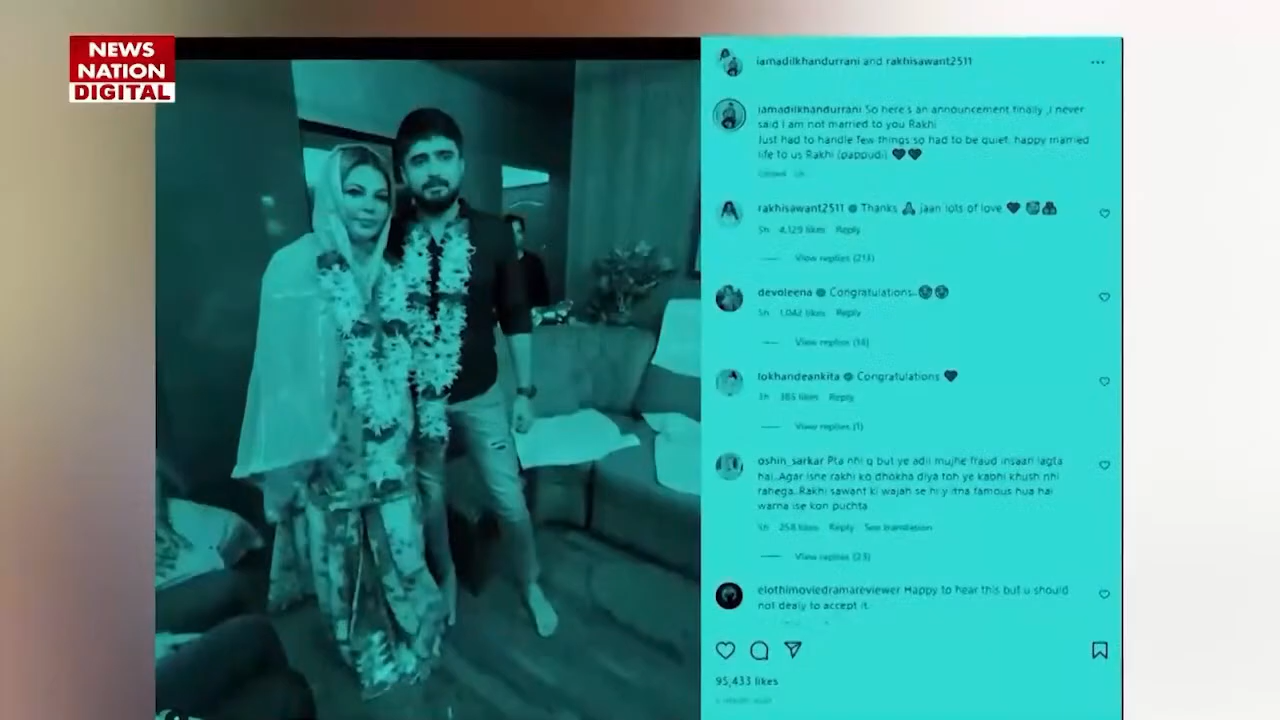 NEWS
NATION
DIGITAL
iamadilkhandurrani and rakhisawant2511
iamadilkhandurrani So here's an announcement finally ,i never
said i am not married to you Rakhi
Just had to handle few things so had to be quiet, happy married
life to us Rakhi (pappudi)
rakhisawant2511 Thanks jaan lots of love
5h 4,129 likes Reply
View replies (213)
devoleena Congratulations..
5h 1,042 likes Reply
View replies (14)
lokhandeankita Congratulations
3h 385 likes Reply
View replies (1)
oshin_sarkar Pta nhi q but ye adil mujhe fraud insaan lagta
hai..Agar isne rakhi ko dhokha diya toh ye kabhi khush nhi
rahega..Rakhi sawant ki wajah se hi y itna famous hua hai
warna ise kon puchta
5h 258 likes Reply See translation
View replies (23)
elothimoviedramareviewer Happy to hear this but u should
not dealy to accept it.
95,433 likes